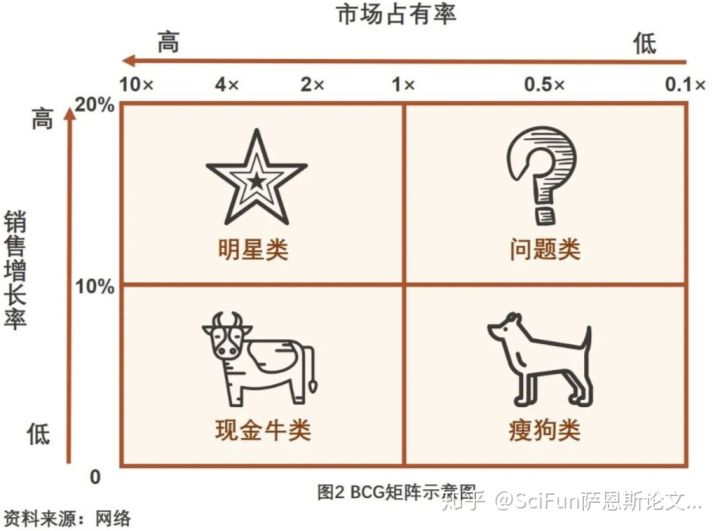 市场占有率
高
低
10×
4×
2×
1×
0.5×
0.1×
高
20%
销售增长率
明星类
问题类
10%
现金牛类
瘦狗类
低
0
图2 BCG矩阵示意图
知乎 @SciFun萨恩斯论文...
资料来源：网络